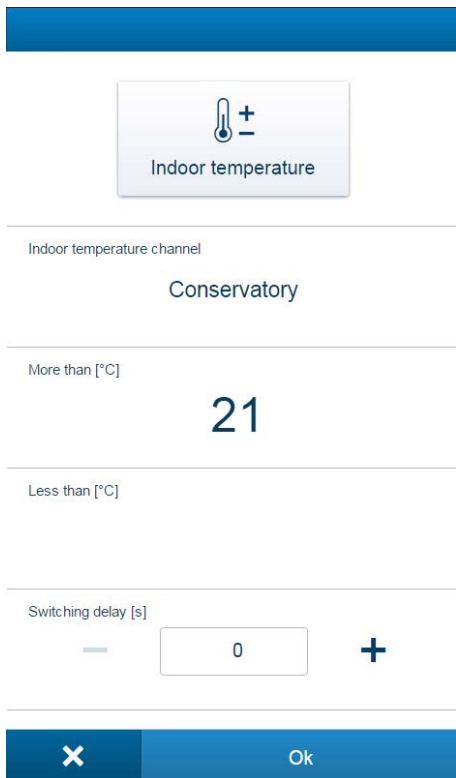 Indoor temperature
Indoor temperature channel
Conservatory
More than [°C]
21
Less than [°C]
Switching delay [s]
0
Ok